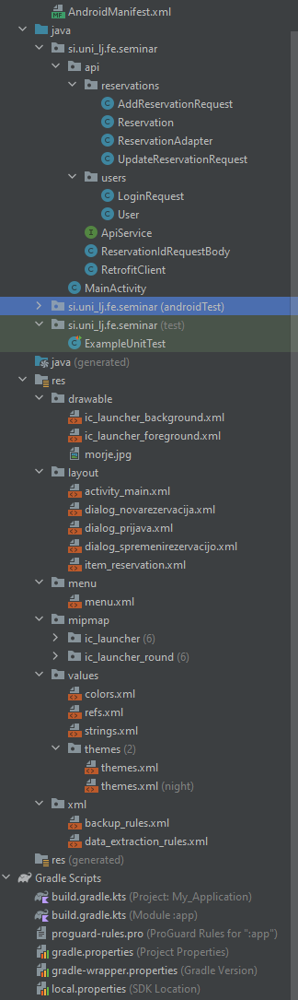 AndroidManifest.xml
java
si.uni_lj.fe.seminar
api
reservations
AddReservationRequest
Reservation
ReservationAdapter
UpdateReservationRequest
users
LoginRequest
User
ApiService
ReservationIdRequestBody
RetrofitClient
MainActivity
si.uni_lj.fe.seminar (androidTest)
si.uni_lj.fe.seminar (test)
ExampleUnitTest
java (generated)
res
drawable
ic_launcher_background.xml
ic_launcher_foreground.xml
morje.jpg
layout
activity_main.xml
dialog_novarezervacija.xml
dialog_prijava.xml
dialog_spremenirezervacijo.xml
item_reservation.xml
menu
menu.xml
mipmap
ic_launcher (6)
ic_launcher_round (6)
values
colors.xml
refs.xml
strings.xml
themes (2)
themes.xml
themes.xml (night)
xml
backup_rules.xml
data_extraction_rules.xml
res (generated)
Gradle Scripts
build.gradle.kts (Project: My_Application)
build.gradle.kts (Module :app)
proguard-rules.pro (ProGuard Rules for ":app")
gradle.properties (Project Properties)
gradle-wrapper.properties (Gradle Version)
local.properties (SDK Location)